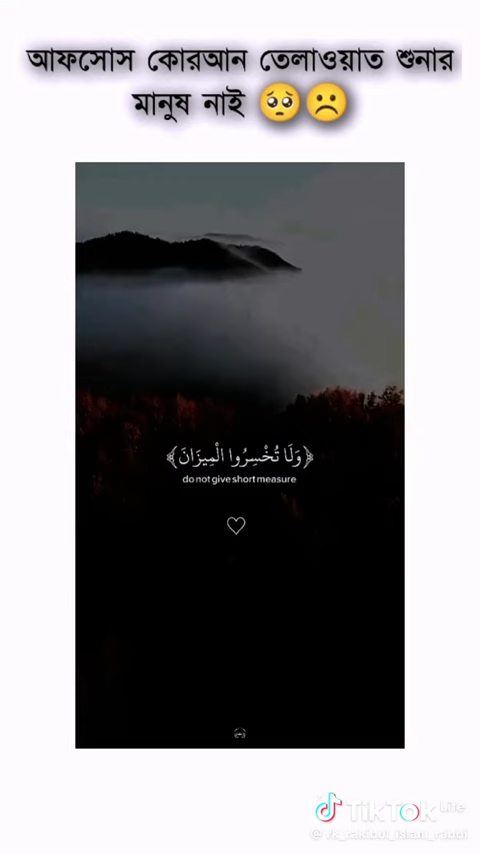 আফসোস কোরআন তেলাওয়াত শুনার
মানুষ নাই 🥺☹️
﴿وَلَا تُخْسِرُوا الْمِيزَانَ﴾
do not give short measure
TikTok Lite